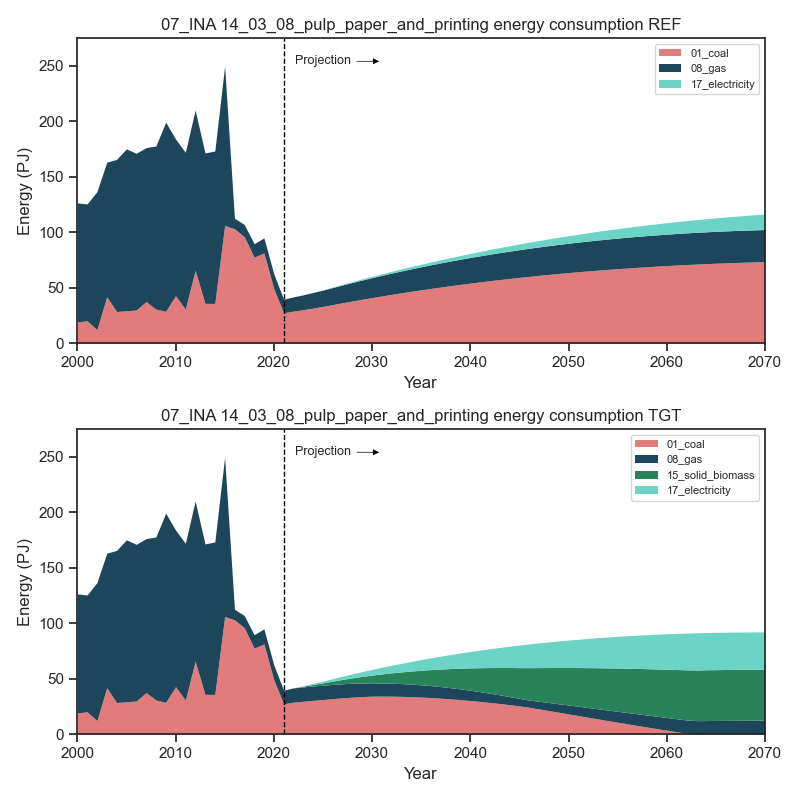 07_INA 14_03_08_pulp_paper_and_printing energy consumption REF
Energy (PJ)
250
200
150
100
50
0
Projection
01_coal
08_gas
17_electricity
2000 2010 2020 2030 2040 2050 2060 2070
Year
07_INA 14_03_08_pulp_paper_and_printing energy consumption TGT
Energy (PJ)
250
200
150
100
50
0
Projection
01_coal
08_gas
15_solid_biomass
17_electricity
2000 2010 2020 2030 2040 2050 2060 2070
Year